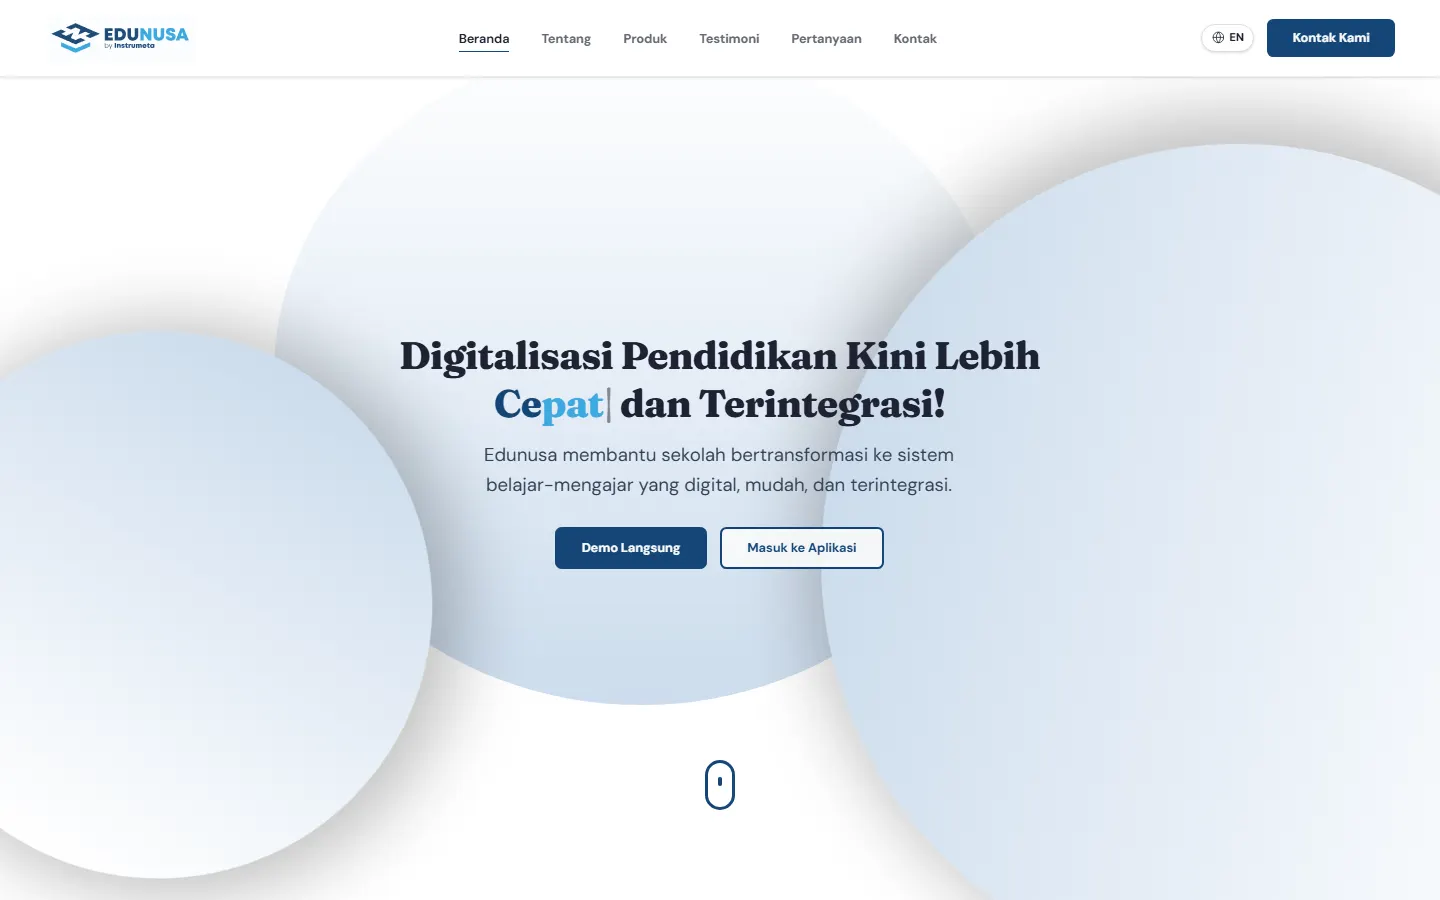 EDUNUSA
by Instrumeta
Beranda
Tentang
Produk
Testimoni
Pertanyaan
Kontak
EN
Kontak Kami
Digitalisasi Pendidikan Kini Lebih
Cepat| dan Terintegrasi!
Edunusa membantu sekolah bertransformasi ke sistem
belajar-mengajar yang digital, mudah, dan terintegrasi.
Demo Langsung
Masuk ke Aplikasi